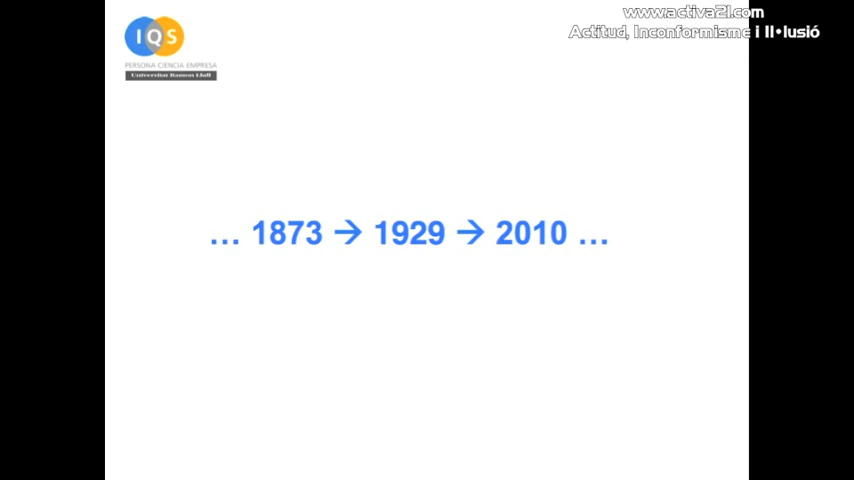 www.activa21.com
Actitud, Inconformisme i Il•lusió
IQS
PERSONA CIENCIA EMPRESA
Universitat Ramon Llull
... 1873 → 1929 → 2010 ...